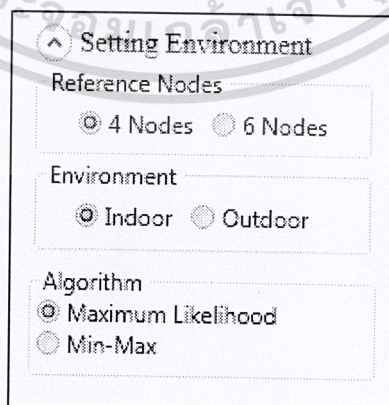 Setting Environment
Reference Nodes
4 Nodes 6 Nodes
Environment
Indoor Outdoor
Algorithm
Maximum Likelihood
Min-Max